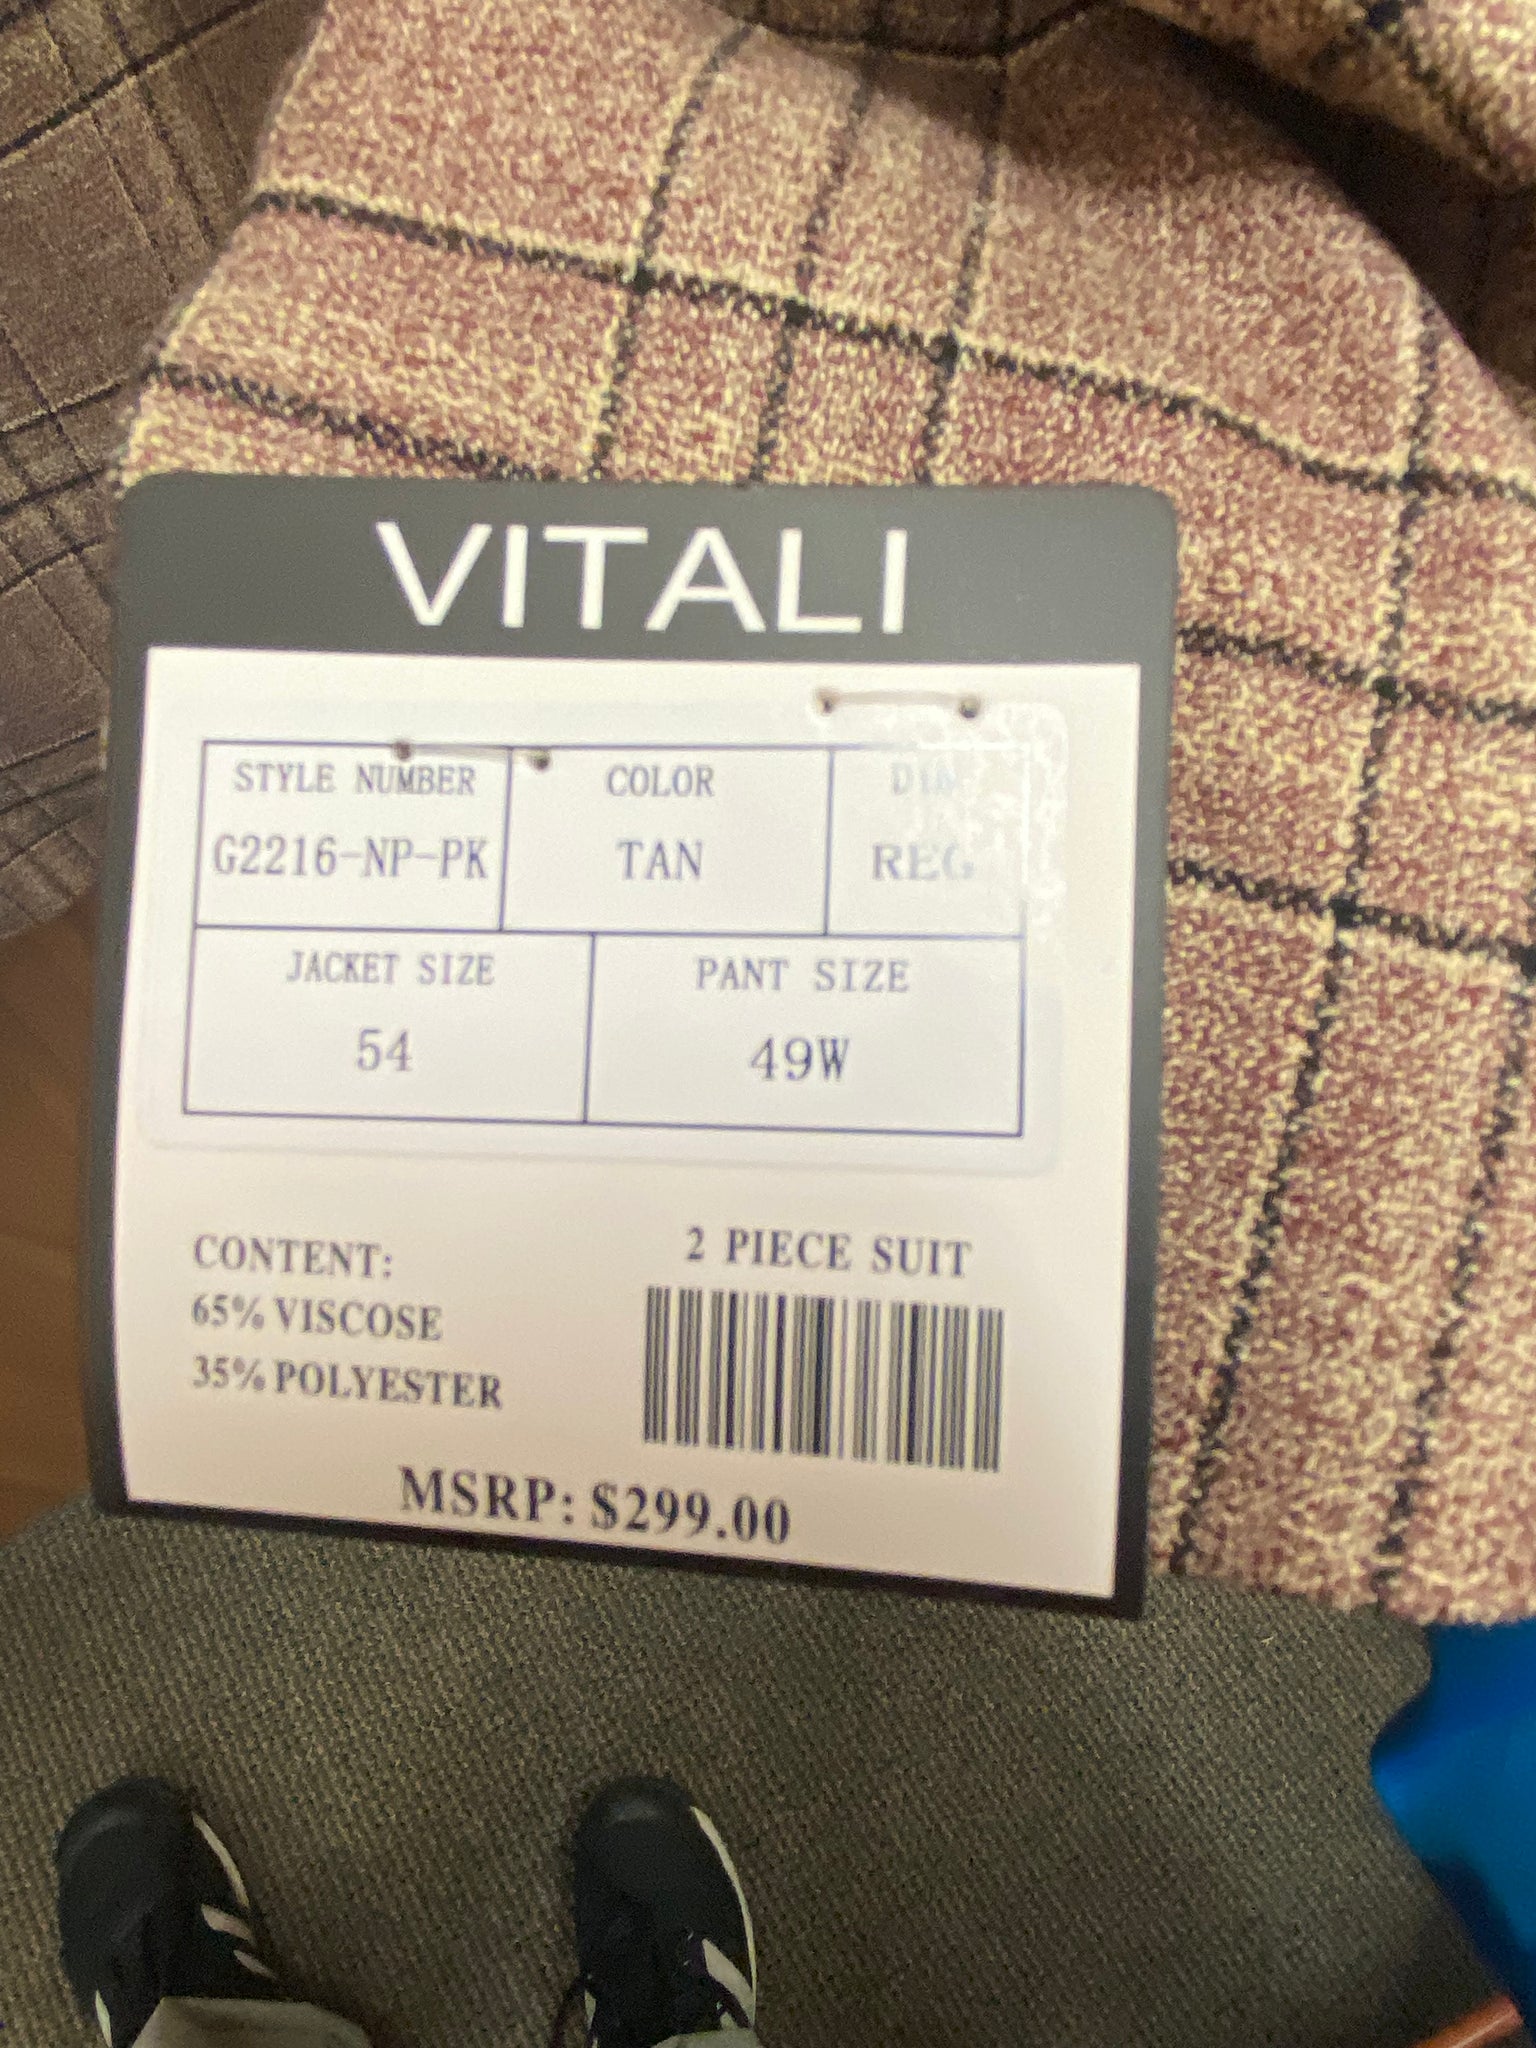 VITALI
STYLE NUMBER COLOR
G2216-NP-PK TAN REG
JACKET SIZE PANT SIZE
54 49W
CONTENT: 2 PIECE SUIT
65% VISCOSE
35% POLYESTER
MSRP: $299.00